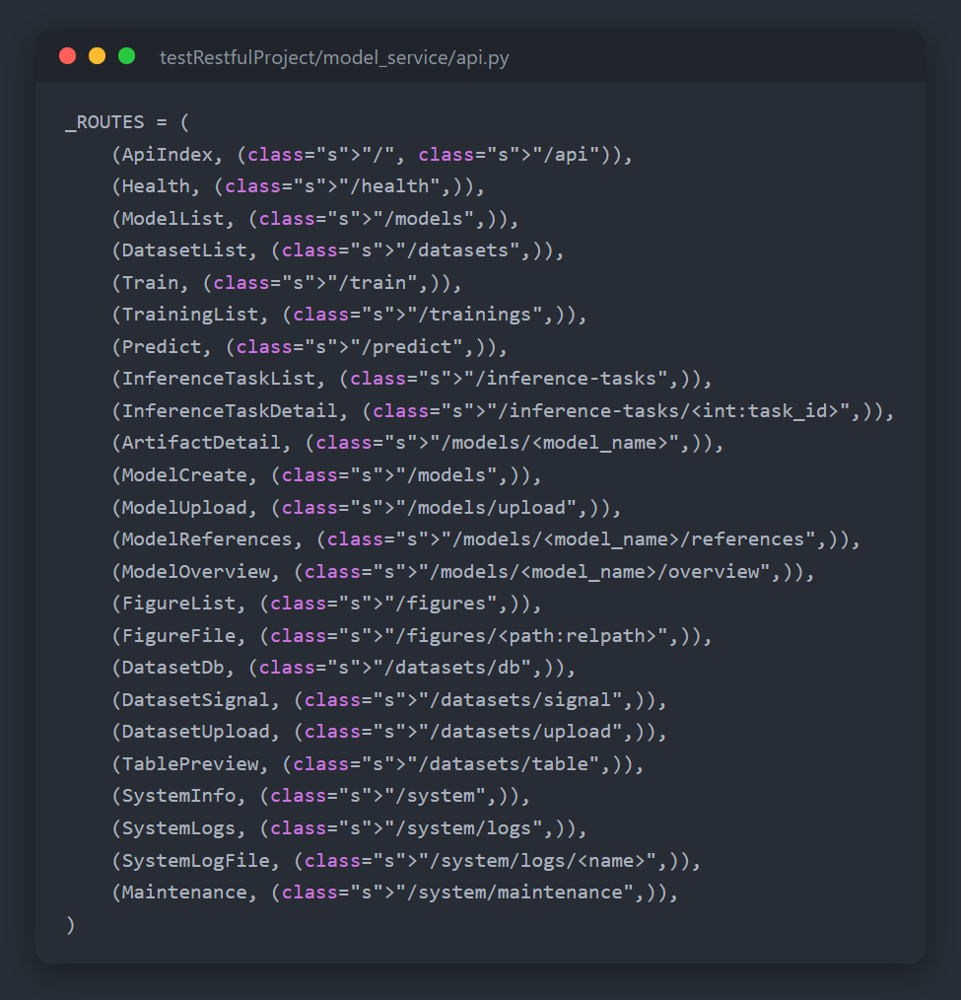 testRestfulProject/model_service/api.py
_ROUTES = (
    (ApiIndex, (class="s">"/", class="s">"/api")),
    (Health, (class="s">"/health",)),
    (ModelList, (class="s">"/models",)),
    (DatasetList, (class="s">"/datasets",)),
    (Train, (class="s">"/train",)),
    (TrainingList, (class="s">"/trainings",)),
    (Predict, (class="s">"/predict",)),
    (InferenceTaskList, (class="s">"/inference-tasks",)),
    (InferenceTaskDetail, (class="s">"/inference-tasks/<int:task_id>",)),
    (ArtifactDetail, (class="s">"/models/<model_name>",)),
    (ModelCreate, (class="s">"/models",)),
    (ModelUpload, (class="s">"/models/upload",)),
    (ModelReferences, (class="s">"/models/<model_name>/references",)),
    (ModelOverview, (class="s">"/models/<model_name>/overview",)),
    (FigureList, (class="s">"/figures",)),
    (FigureFile, (class="s">"/figures/<path:relpath>",)),
    (DatasetDb, (class="s">"/datasets/db",)),
    (DatasetSignal, (class="s">"/datasets/signal",)),
    (DatasetUpload, (class="s">"/datasets/upload",)),
    (TablePreview, (class="s">"/datasets/table",)),
    (SystemInfo, (class="s">"/system",)),
    (SystemLogs, (class="s">"/system/logs",)),
    (SystemLogFile, (class="s">"/system/logs/<name>",)),
    (Maintenance, (class="s">"/system/maintenance",)),
)